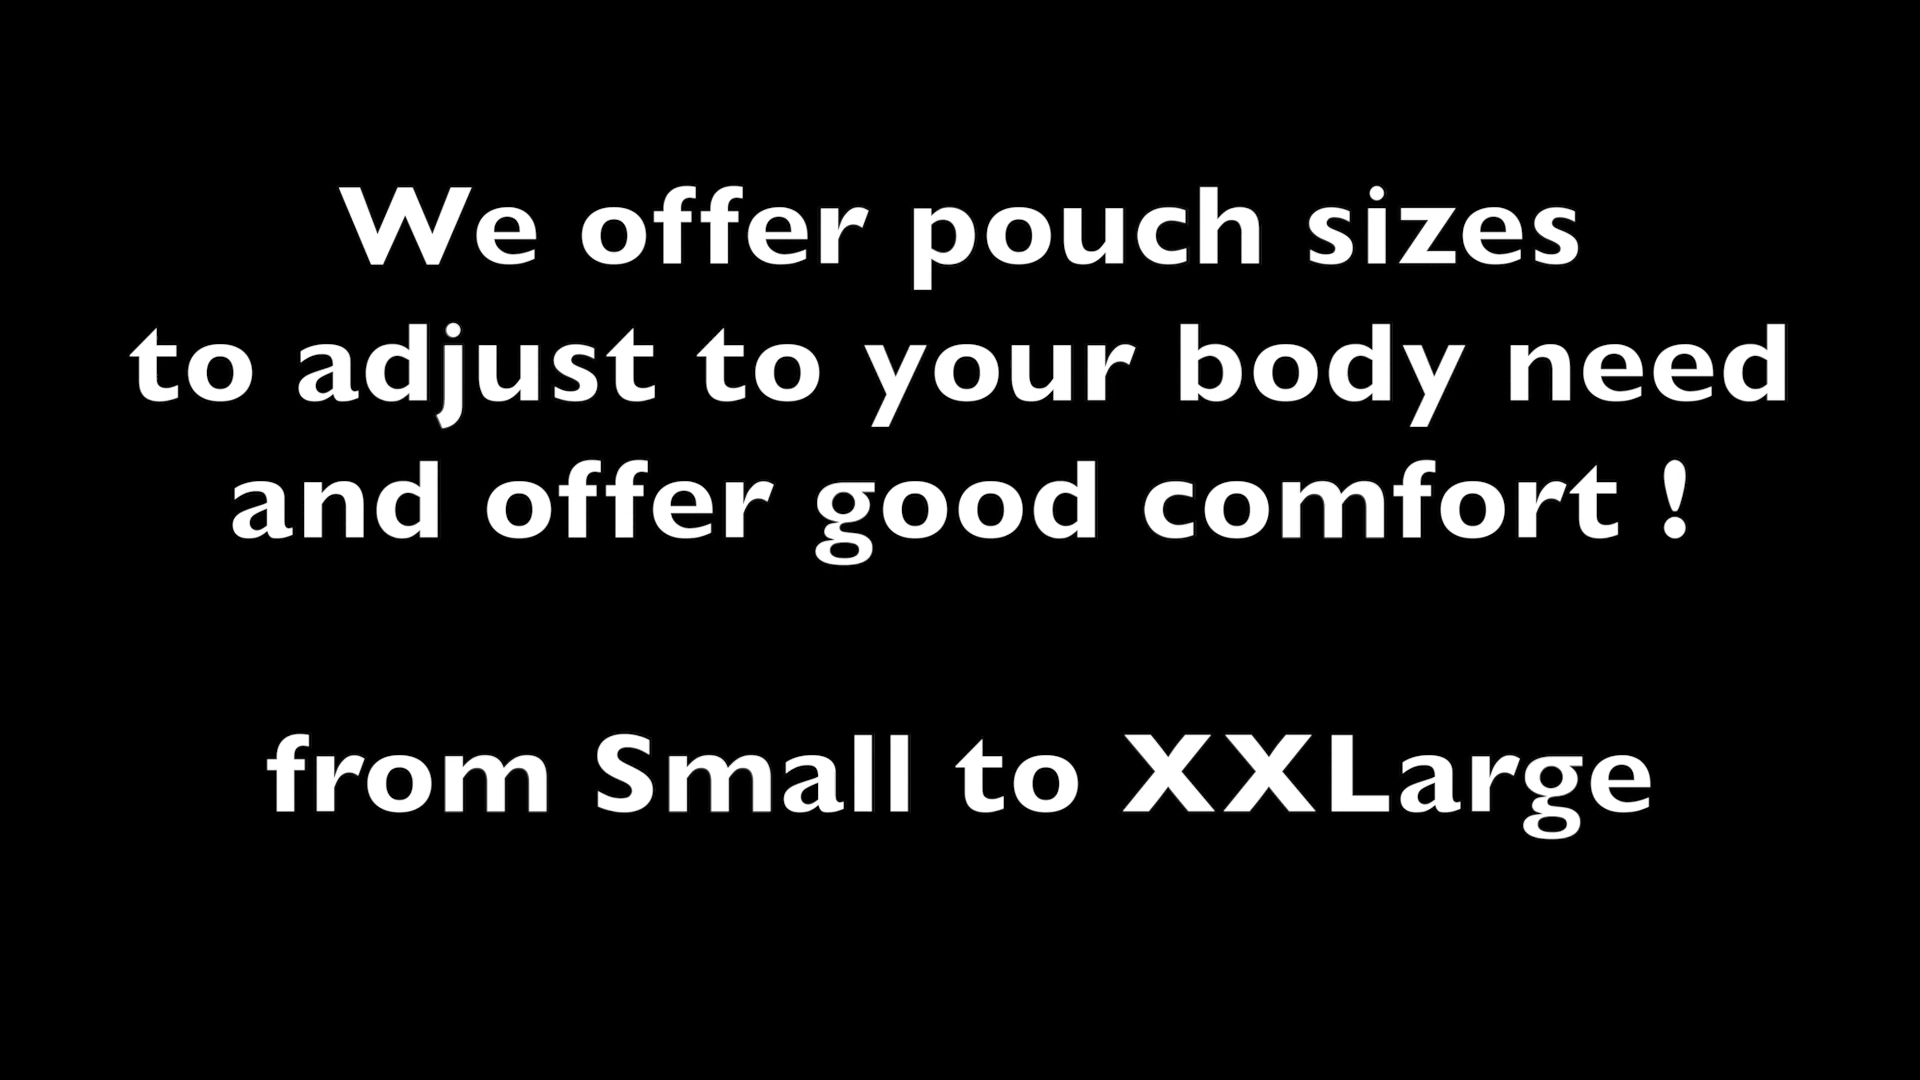 We offer pouch sizes
to adjust to your body need
and offer good comfort !
from Small to XXLarge